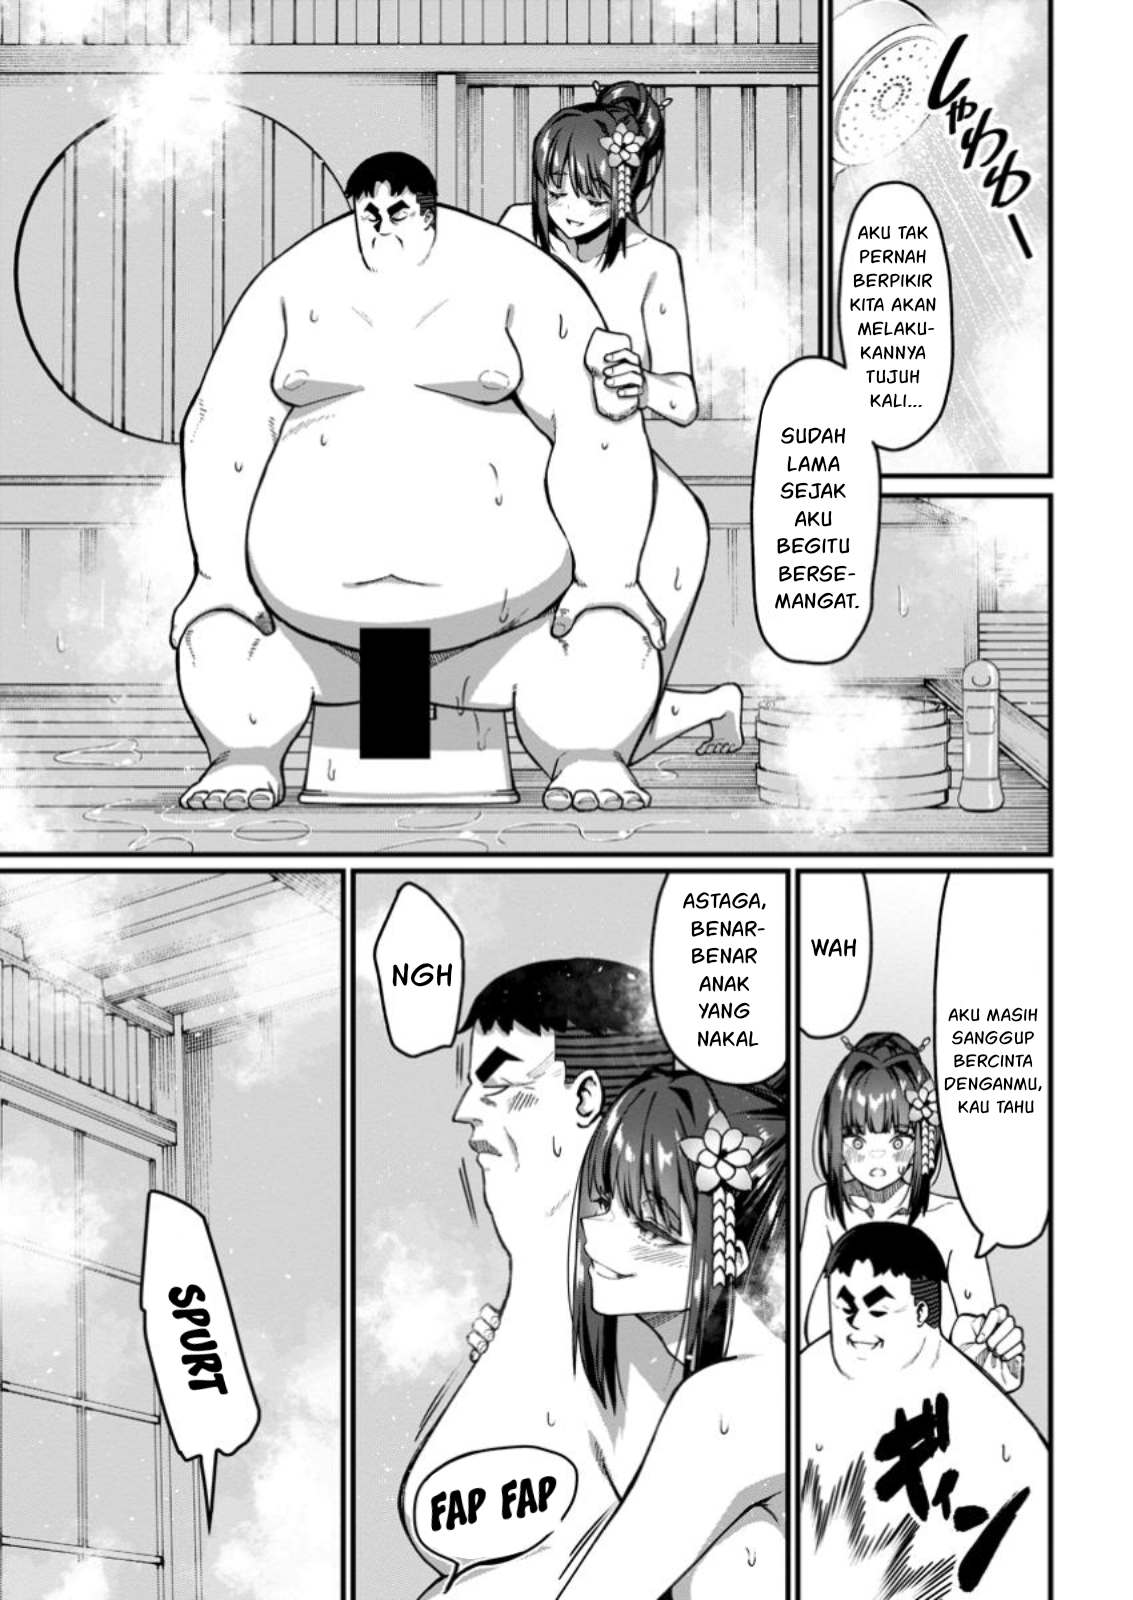 しゃわわー
AKU TAK
PERNAH
BERPIKIR
KITA AKAN
MELAKU-
KANNYA
TUJUH
KALI...
SUDAH
LAMA
SEJAK
AKU
BEGITU
BERSE-
MANGAT.
AKU MASIH
SANGGUP
BERCINTA
DENGANMU,
KAU TAHU
WAH
ギィン
ASTAGA,
BENAR-
BENAR
ANAK
YANG
NAKAL
NGH
FAP FAP
SPURT